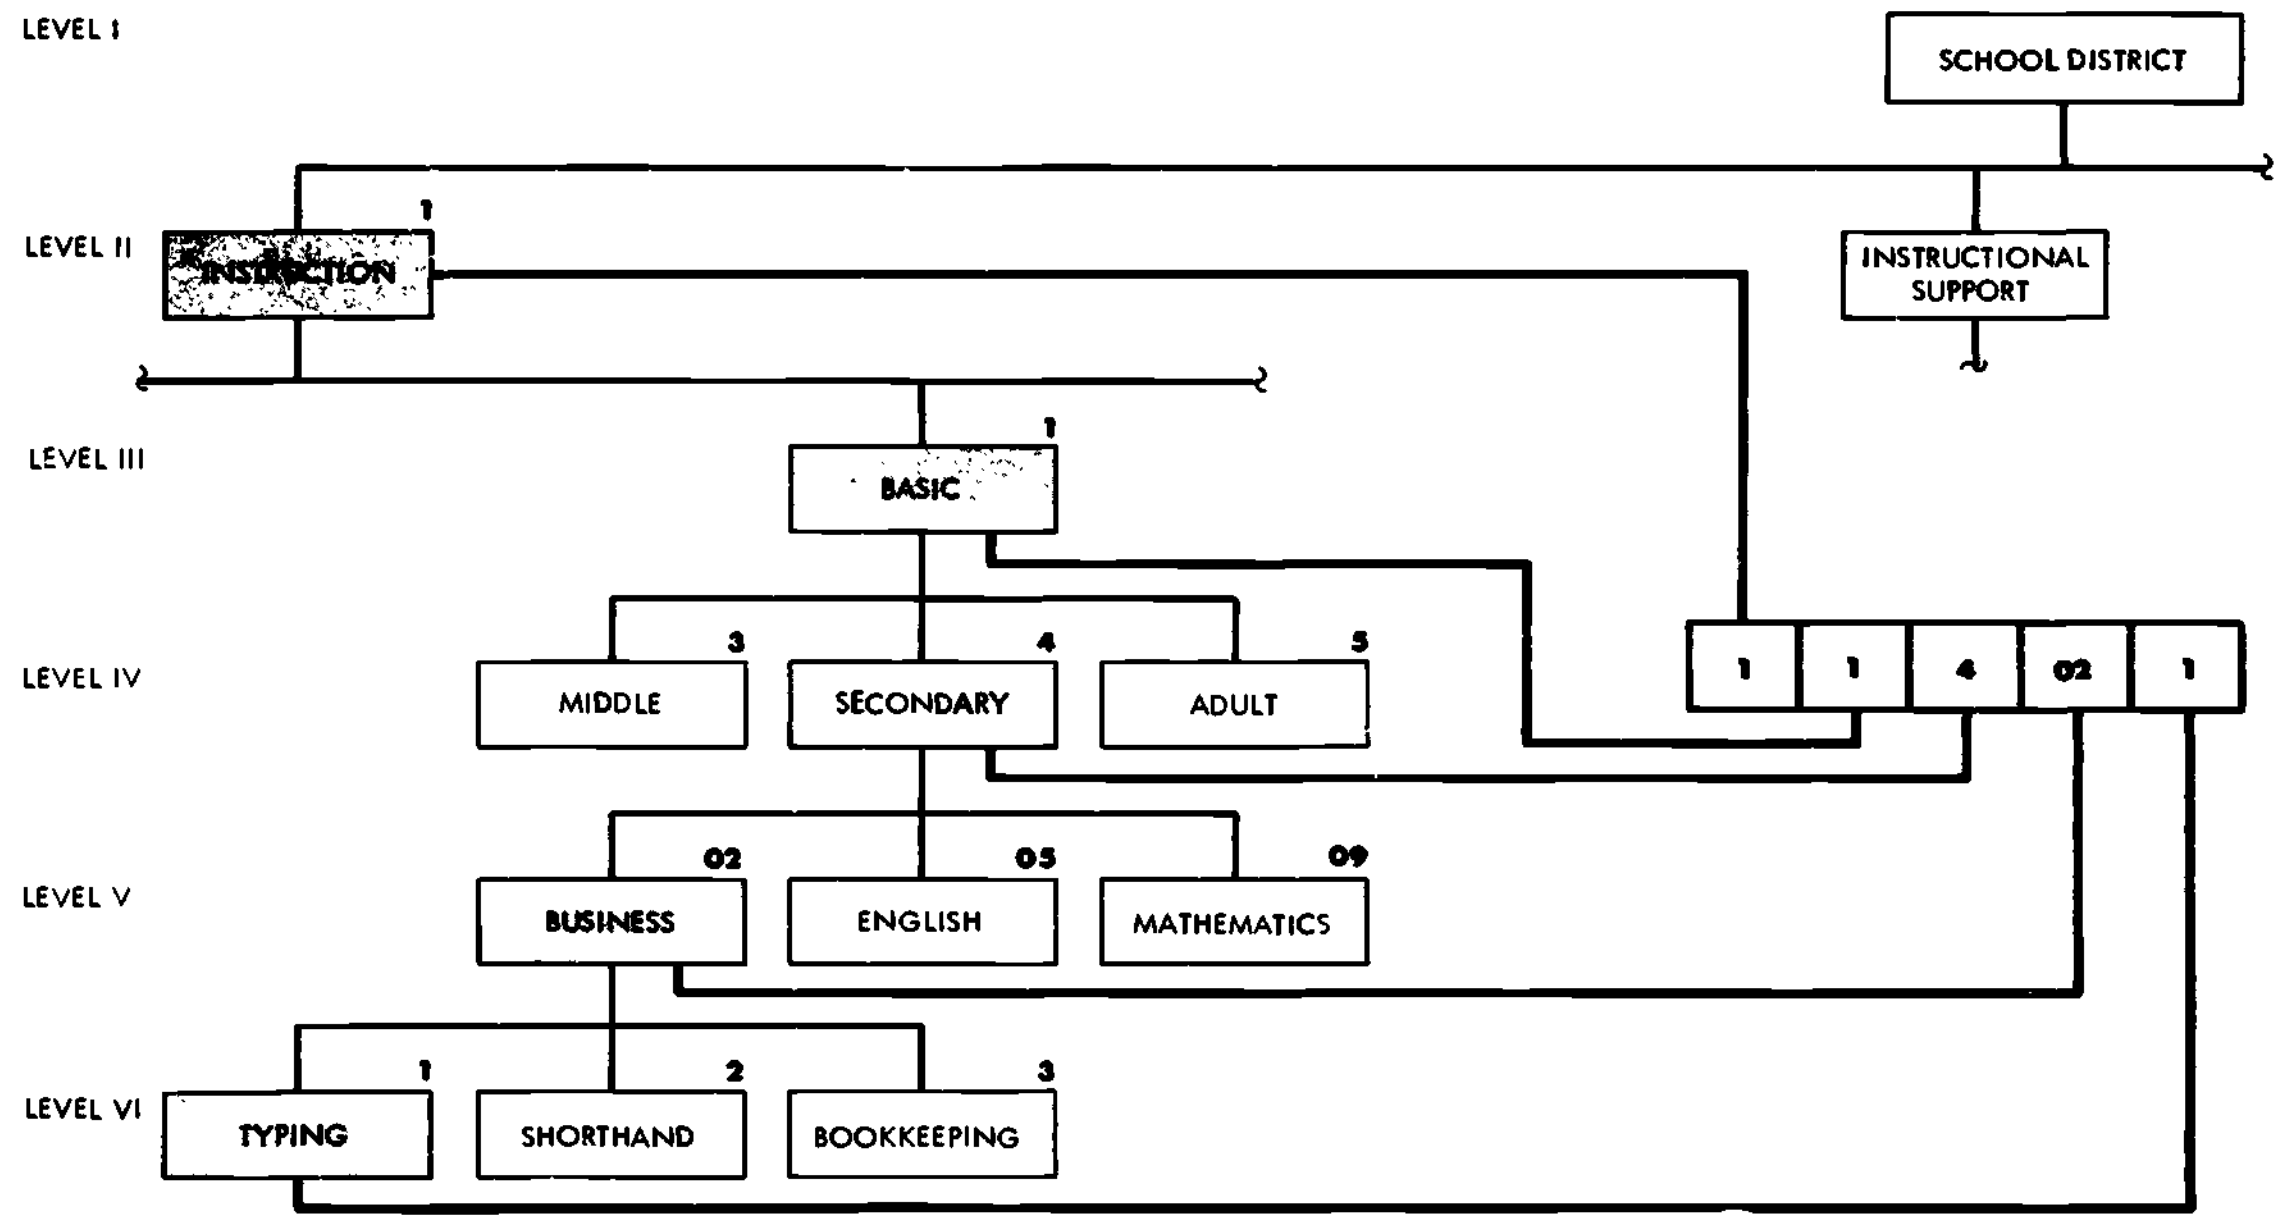 LEVEL I
SCHOOL DISTRICT
1
LEVEL II
INSTRUCTION
INSTRUCTIONAL
SUPPORT
1
LEVEL III
BASIC
3
4
5
LEVEL IV
MIDDLE
SECONDARY
ADULT
1 1 4 02 1
02
05
09
LEVEL V
BUSINESS
ENGLISH
MATHEMATICS
1
2
3
LEVEL VI
TYPING
SHORTHAND
BOOKKEEPING